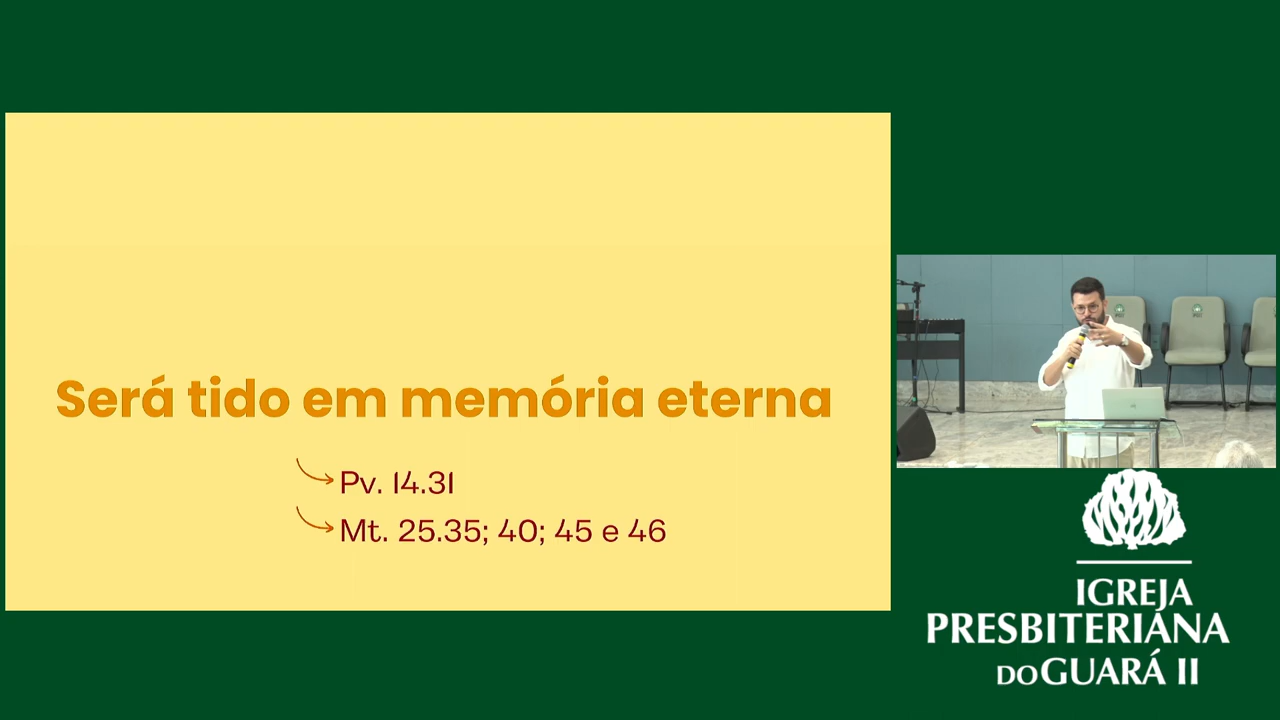 Será tido em memória eterna
Pv. 14.31
Mt. 25.35; 40; 45 e 46
IGREJA
PRESBITERIANA
DO GUARÁ II